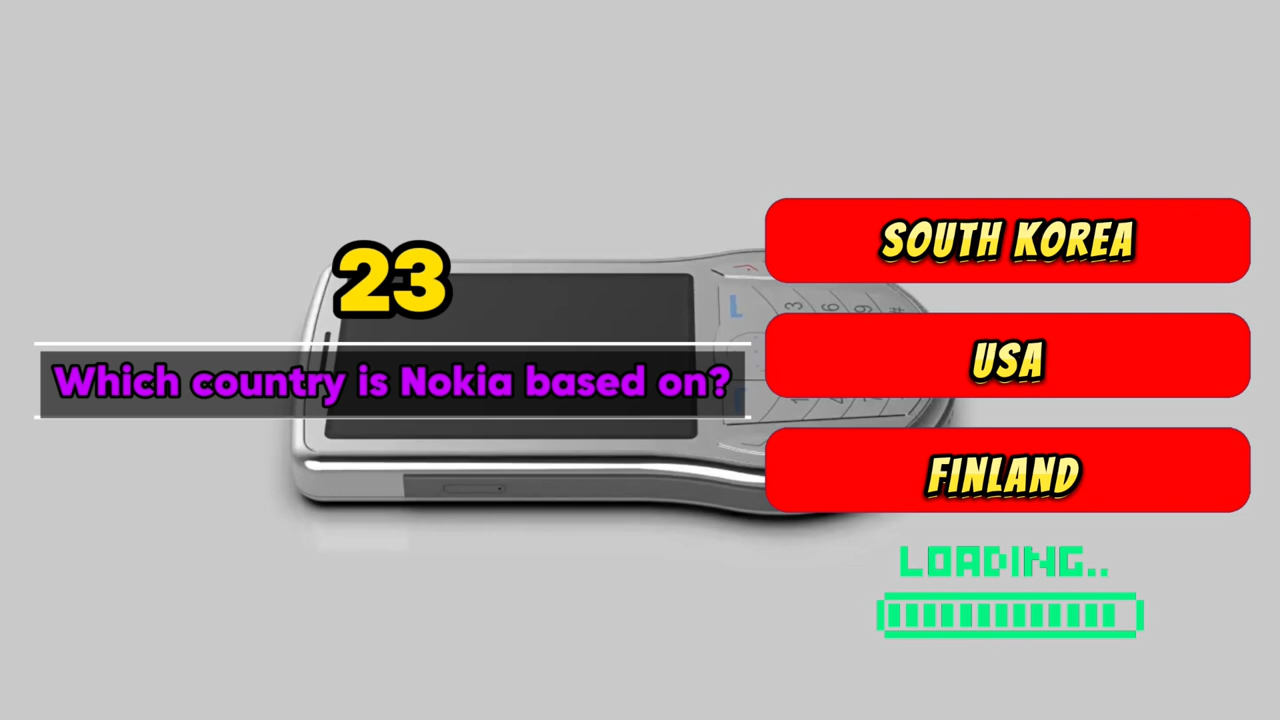 23
Which country is Nokia based on?
SOUTH KOREA
USA
FINLAND
LOADING..